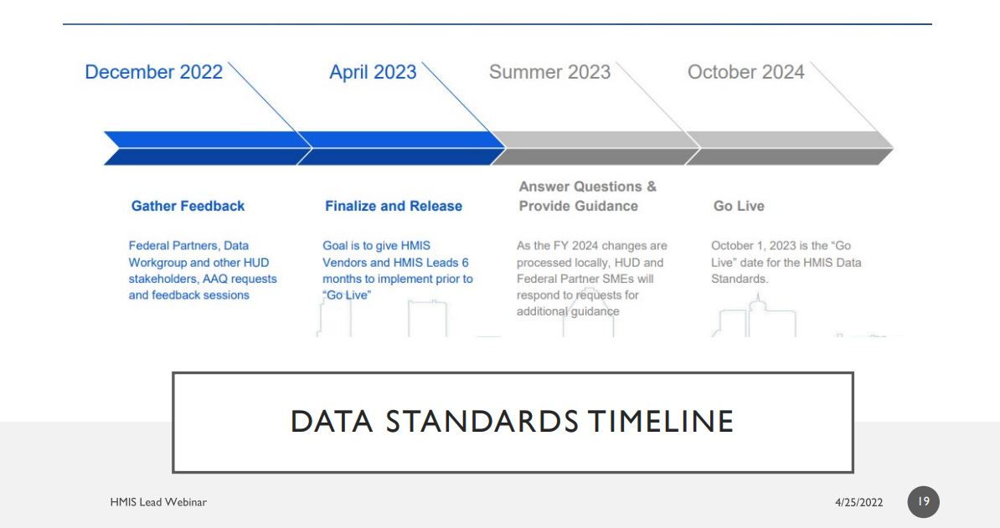 December 2022
April 2023
Summer 2023
October 2024
Gather Feedback
Federal Partners, Data
Workgroup and other HUD
stakeholders, AAQ requests
and feedback sessions
Finalize and Release
Goal is to give HMIS
Vendors and HMIS Leads 6
months to implement prior to
“Go Live”
Answer Questions &
Provide Guidance
As the FY 2024 changes are
processed locally, HUD and
Federal Partner SMEs will
respond to requests for
additional guidance
Go Live
October 1, 2023 is the “Go
Live” date for the HMIS Data
Standards.
DATA STANDARDS TIMELINE
HMIS Lead Webinar
4/25/2022
19